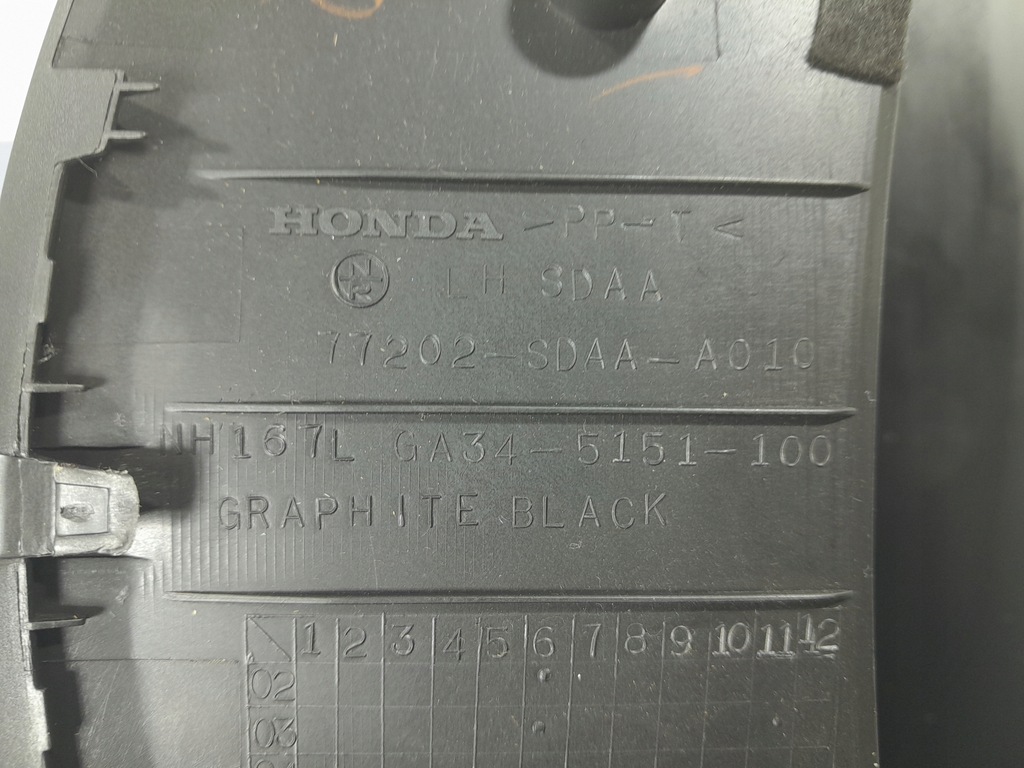 HONDA >PP-T<
LH SDAA
77202-SDAA-A010
NH167L GA34-5151-100
GRAPHITE BLACK
1 2 3 4 5 6 7 8 9 10 11 12
02
03